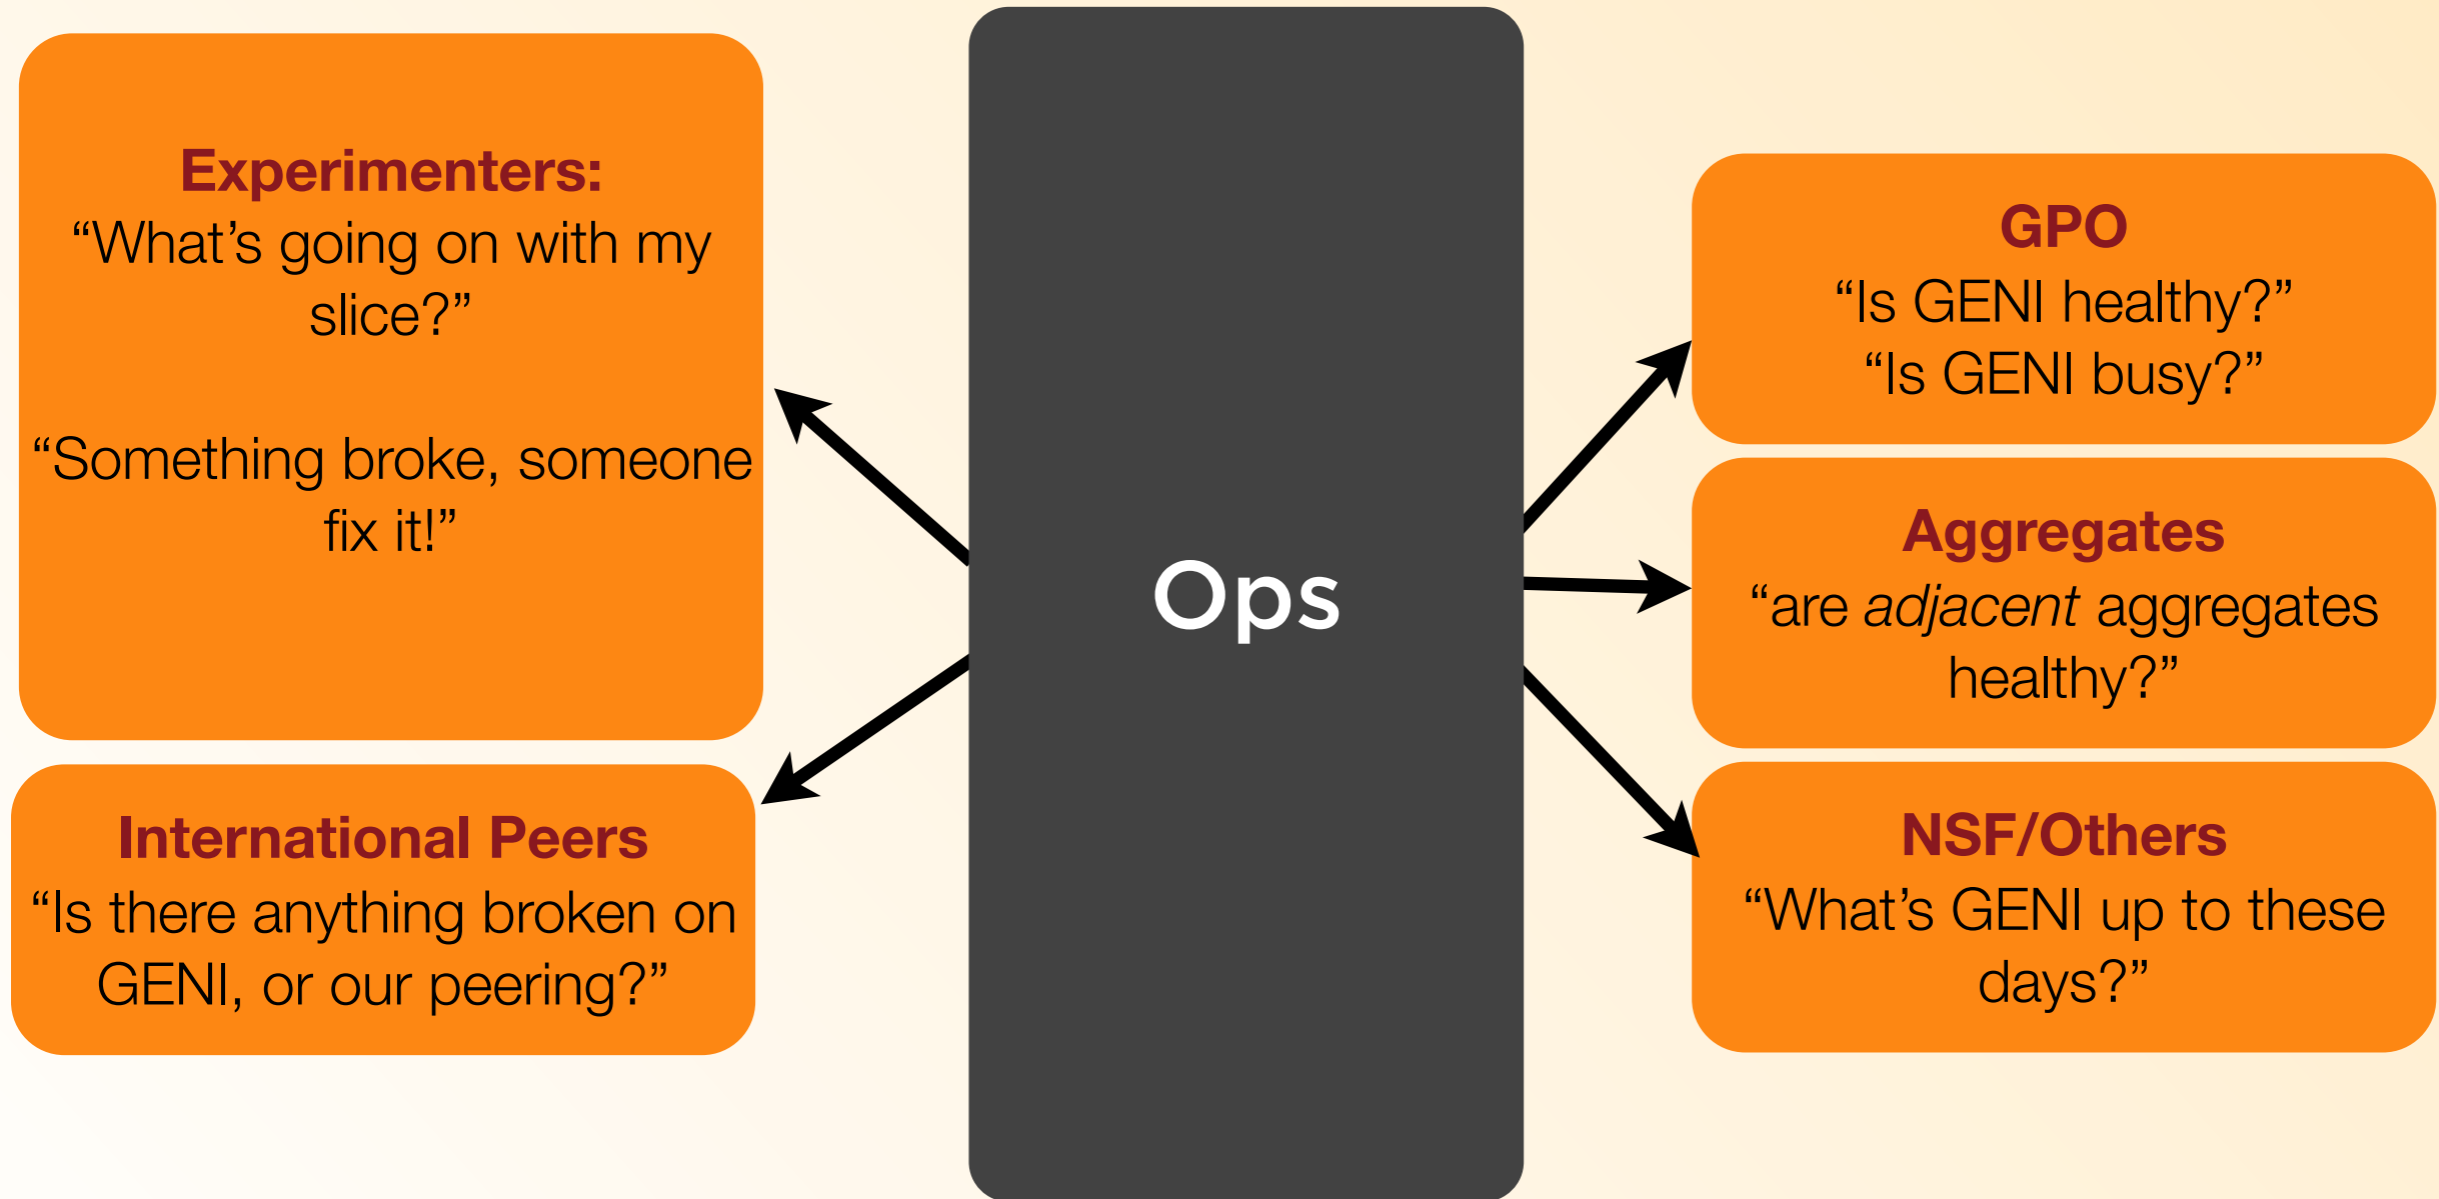 Experimenters:
“What’s going on with my
slice?”
“Something broke, someone
fix it!”
International Peers
“Is there anything broken on
GENI, or our peering?”
Ops
GPO
“Is GENI healthy?”
“Is GENI busy?”
Aggregates
“are adjacent aggregates
healthy?”
NSF/Others
“What’s GENI up to these
days?”